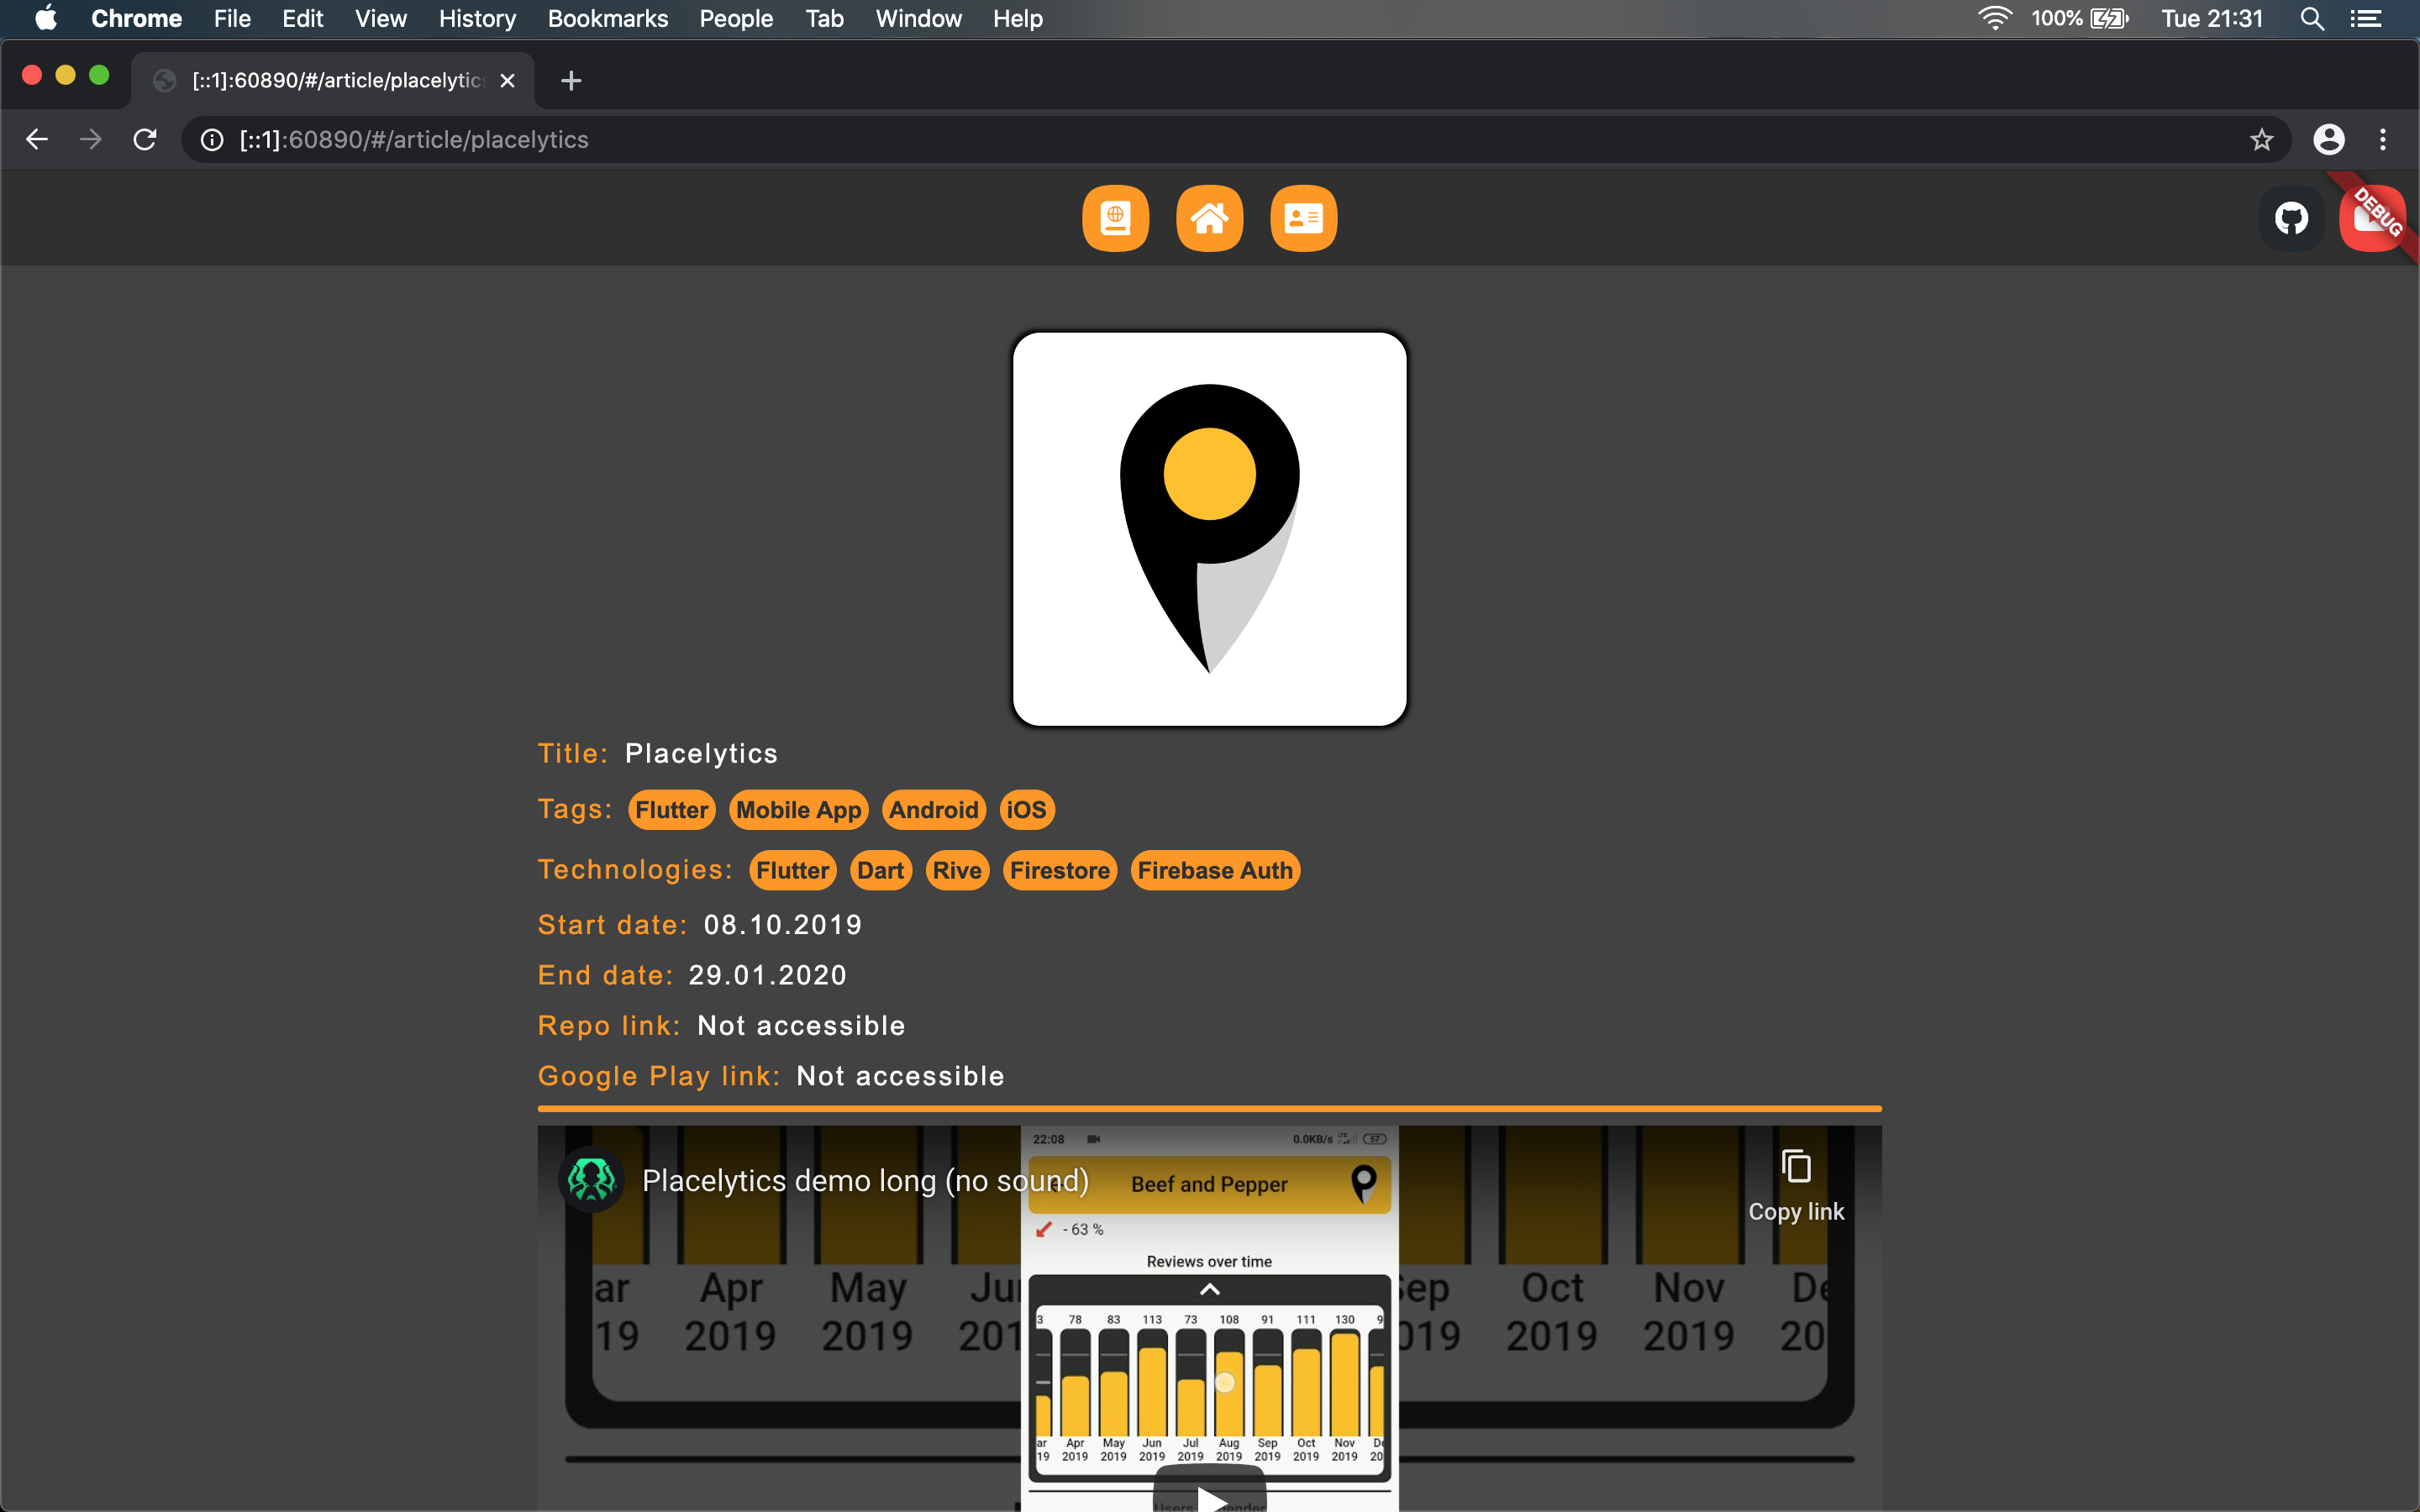 Chrome File Edit View History Bookmarks People Tab Window Help 100% Tue 21:31
[::1]:60890/#/article/placelytic
[::1]:60890/#/article/placelytics
DEBUG
Title: Placelytics
Tags: Flutter Mobile App Android iOS
Technologies: Flutter Dart Rive Firestore Firebase Auth
Start date: 08.10.2019
End date: 29.01.2020
Repo link: Not accessible
Google Play link: Not accessible
22:08 0.0KB/s 57
Placelytics demo long (no sound) Beef and Pepper
Copy link
- 63 %
Reviews over time
3 78 83 113 73 108 91 111 130 9
ar Apr May Jun Jul Aug Sep Oct Nov De
19 2019 2019 2019 2019 2019 2019 2019 2019 20
ar Apr May Ju Sep Oct Nov De
19 2019 2019 201 019 2019 2019 20